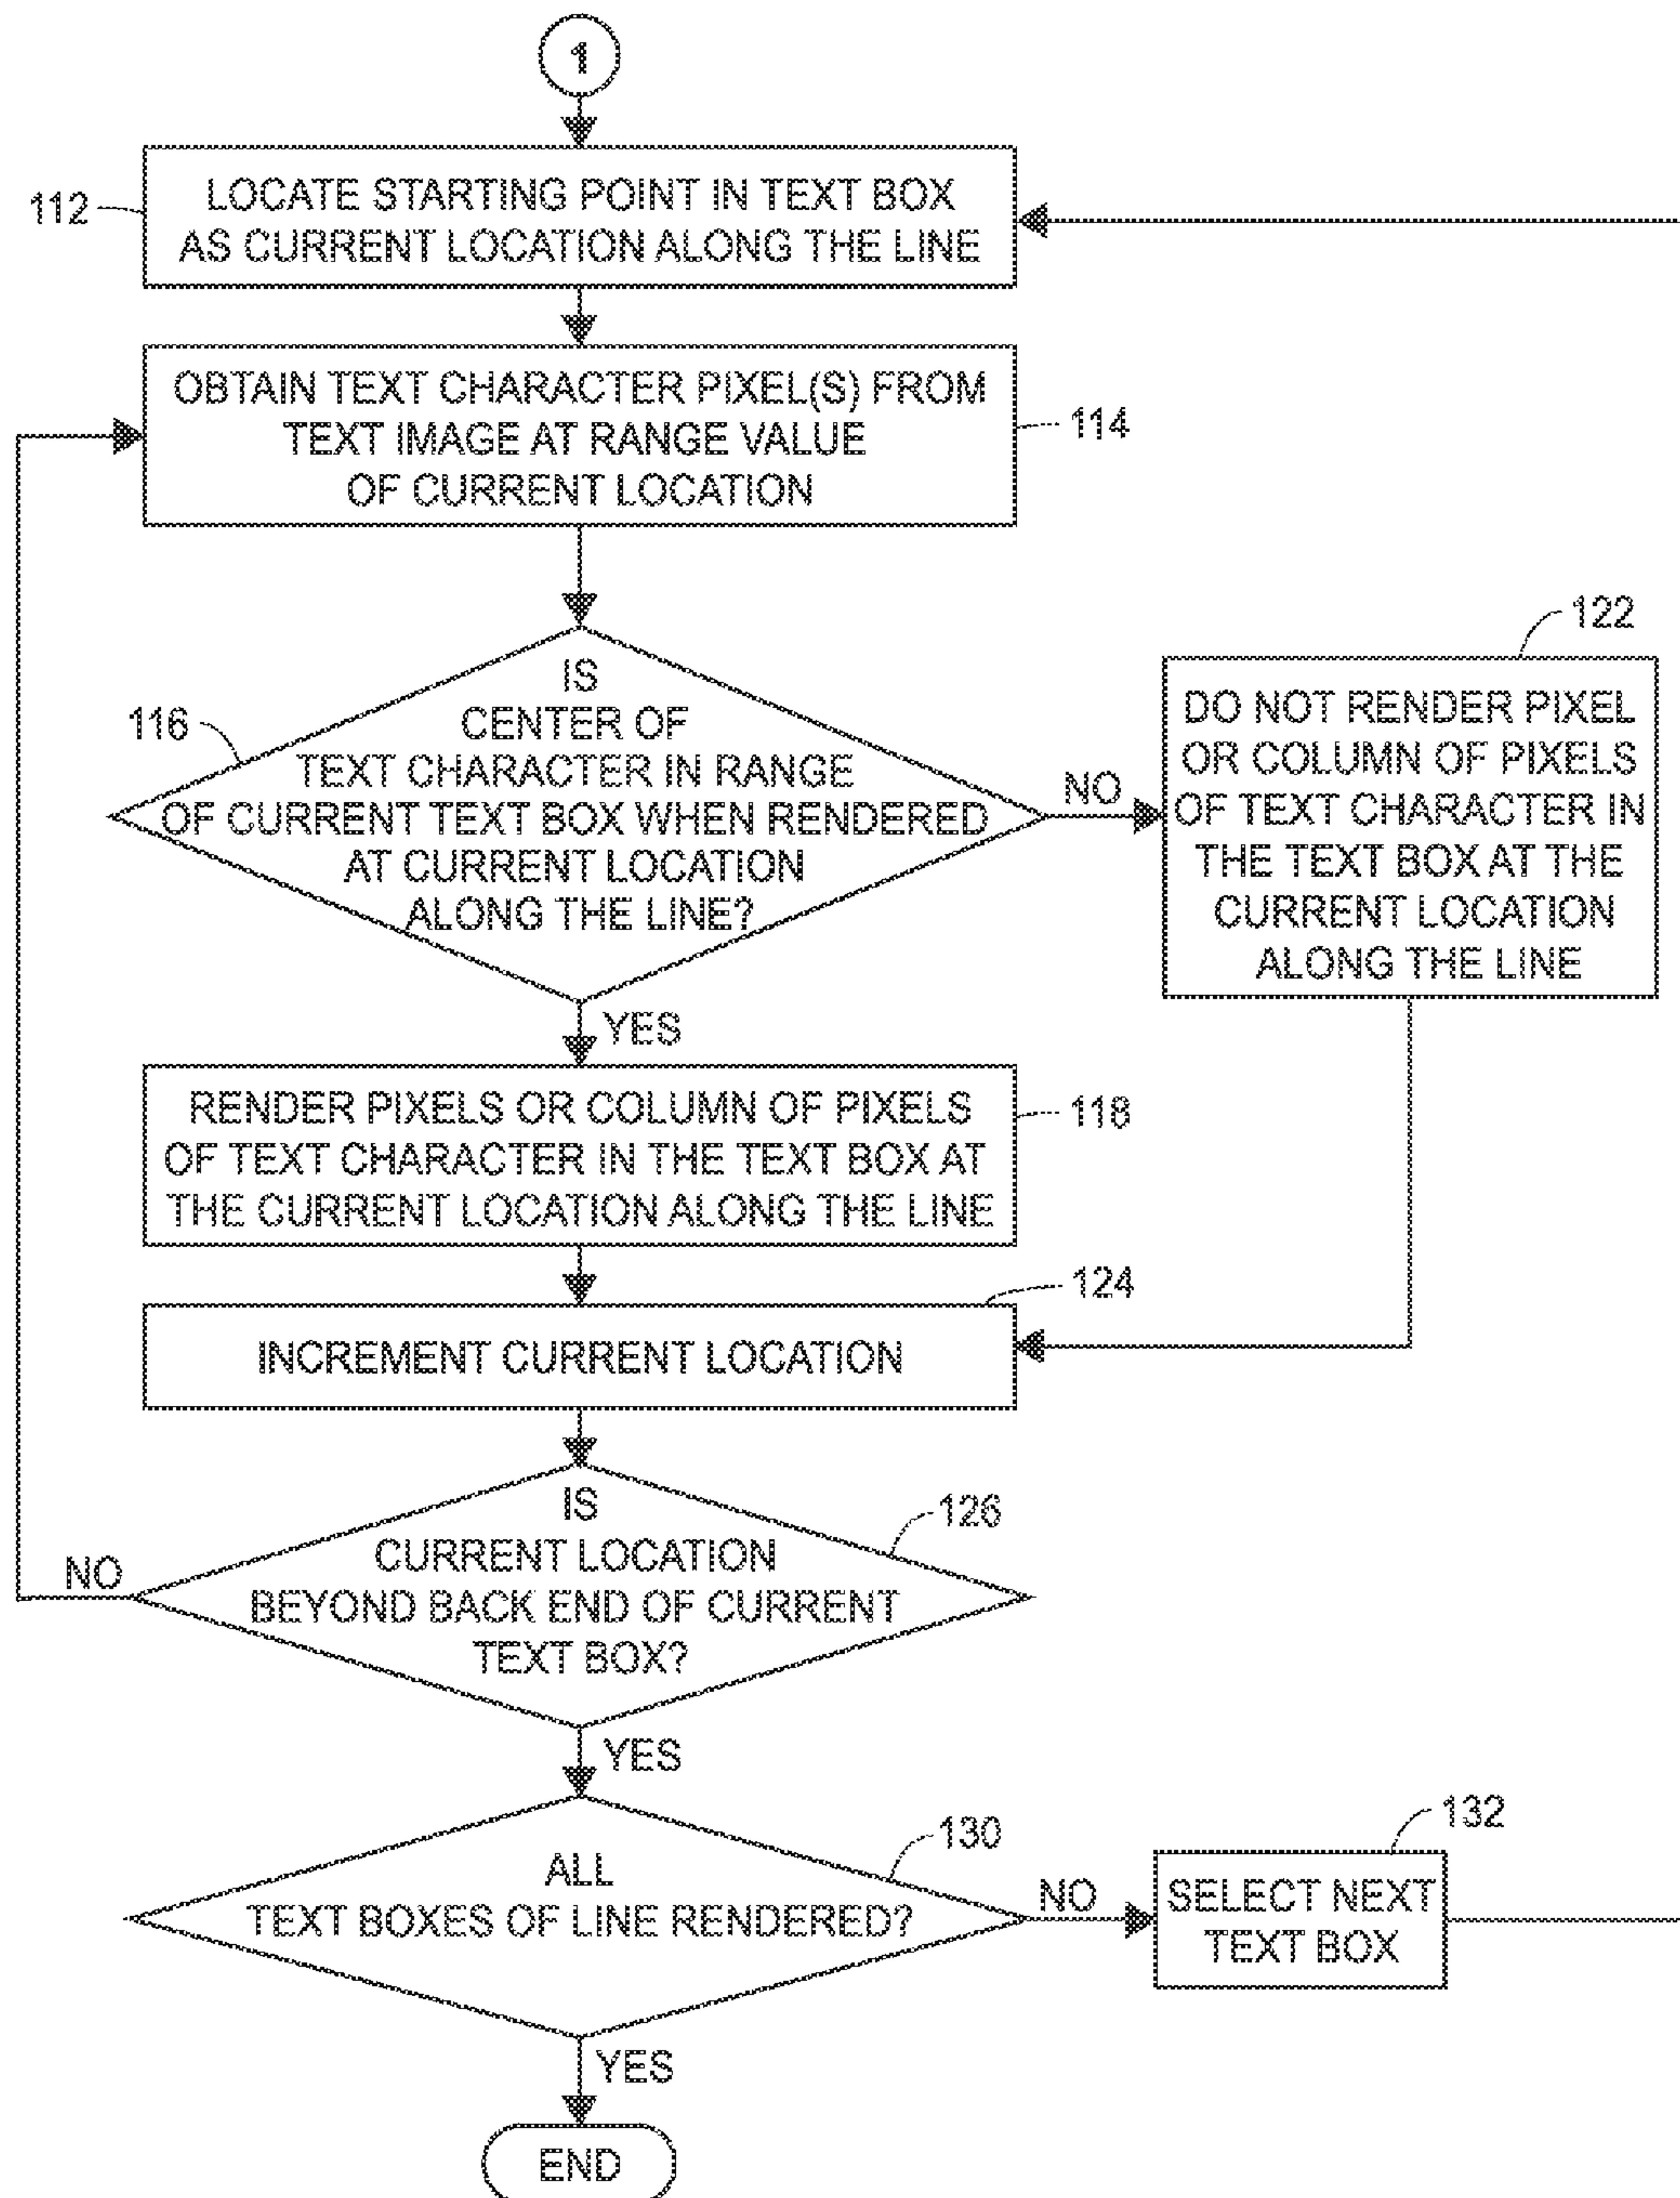 1
112
LOCATE STARTING POINT IN TEXT BOX
AS CURRENT LOCATION ALONG THE LINE
OBTAIN TEXT CHARACTER PIXEL(S) FROM
TEXT IMAGE AT RANGE VALUE
OF CURRENT LOCATION
114
116
IS
CENTER OF
TEXT CHARACTER IN RANGE
OF CURRENT TEXT BOX WHEN RENDERED
AT CURRENT LOCATION
ALONG THE LINE?
NO
122
DO NOT RENDER PIXEL
OR COLUMN OF PIXELS
OF TEXT CHARACTER IN
THE TEXT BOX AT THE
CURRENT LOCATION
ALONG THE LINE
YES
RENDER PIXELS OR COLUMN OF PIXELS
OF TEXT CHARACTER IN THE TEXT BOX AT
THE CURRENT LOCATION ALONG THE LINE
118
124
INCREMENT CURRENT LOCATION
126
IS
CURRENT LOCATION
BEYOND BACK END OF CURRENT
TEXT BOX?
NO
YES
130
ALL
TEXT BOXES OF LINE RENDERED?
NO
132
SELECT NEXT
TEXT BOX
YES
END